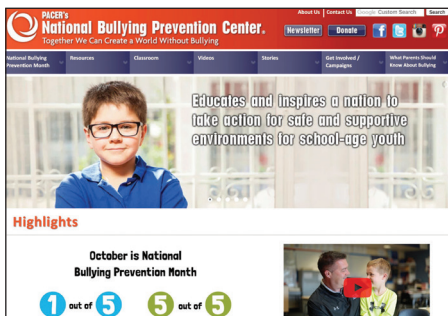 About Us | Contact Us Google Custom Search Search
PACER's
National Bullying Prevention Center®
Together We Can Create a World Without Bullying
Newsletter Donate
National Bullying Prevention Month
Resources
Classroom
Videos
Stories
Get Involved / Campaigns
What Parents Should Know About Bullying
Educates and inspires a nation to
take action for safe and supportive
environments for school-age youth
Highlights
October is National
Bullying Prevention Month
1 out of 5
5 out of 5